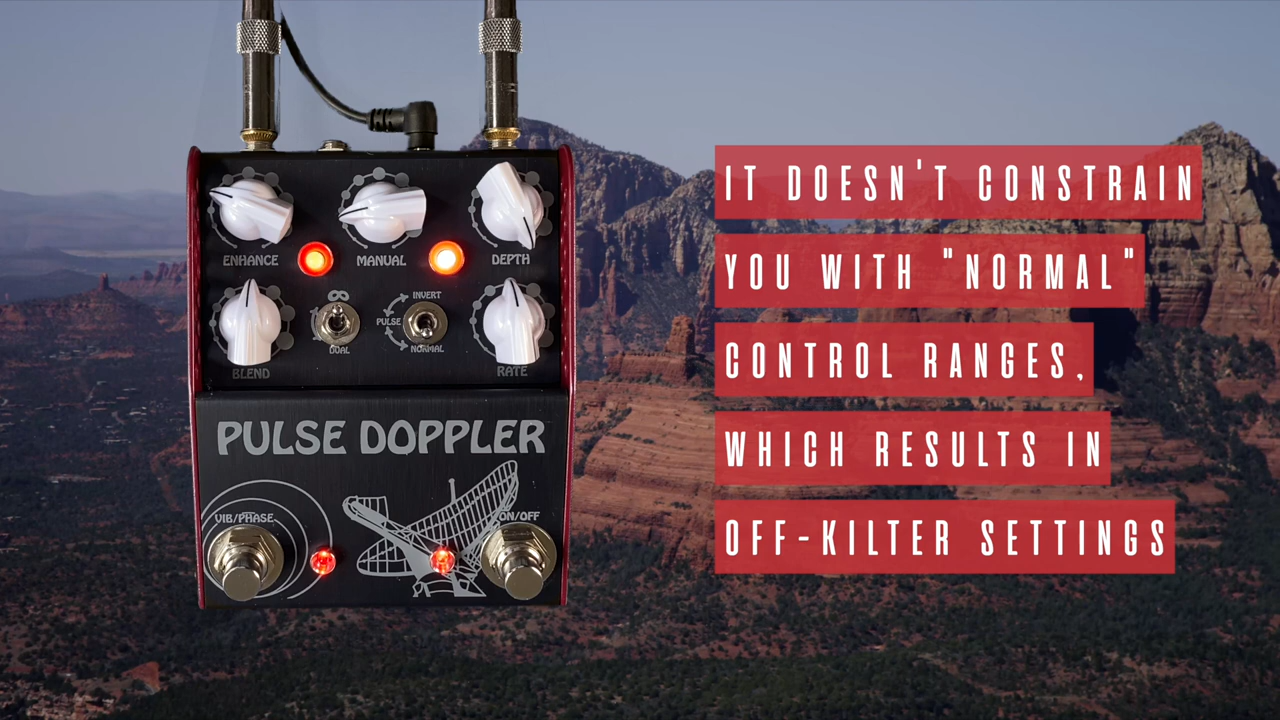 ENHANCE MANUAL DEPTH
∞ INVERT
PULSE
DUAL NORMAL
BLEND RATE
PULSE DOPPLER
VIB/PHASE ON/OFF
IT DOESN'T CONSTRAIN
YOU WITH "NORMAL"
CONTROL RANGES,
WHICH RESULTS IN
OFF-KILTER SETTINGS